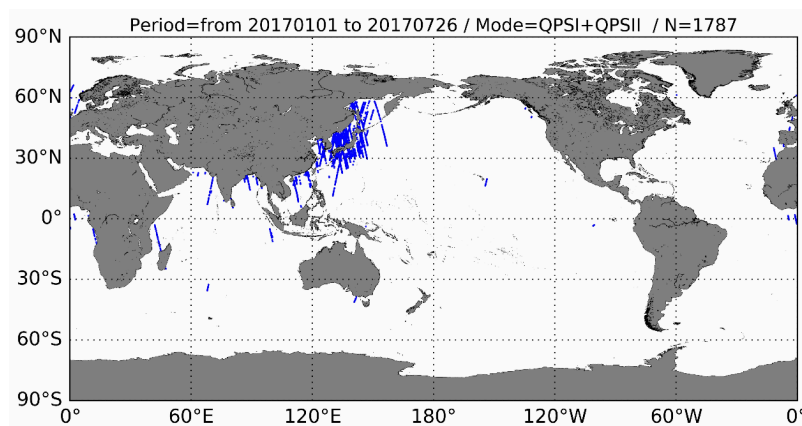 Period=from 20170101 to 20170726 / Mode=QPSI+QPSII / N=1787
90°N
60°N
30°N
0°
30°S
60°S
90°S
0° 60°E 120°E 180° 120°W 60°W 0°